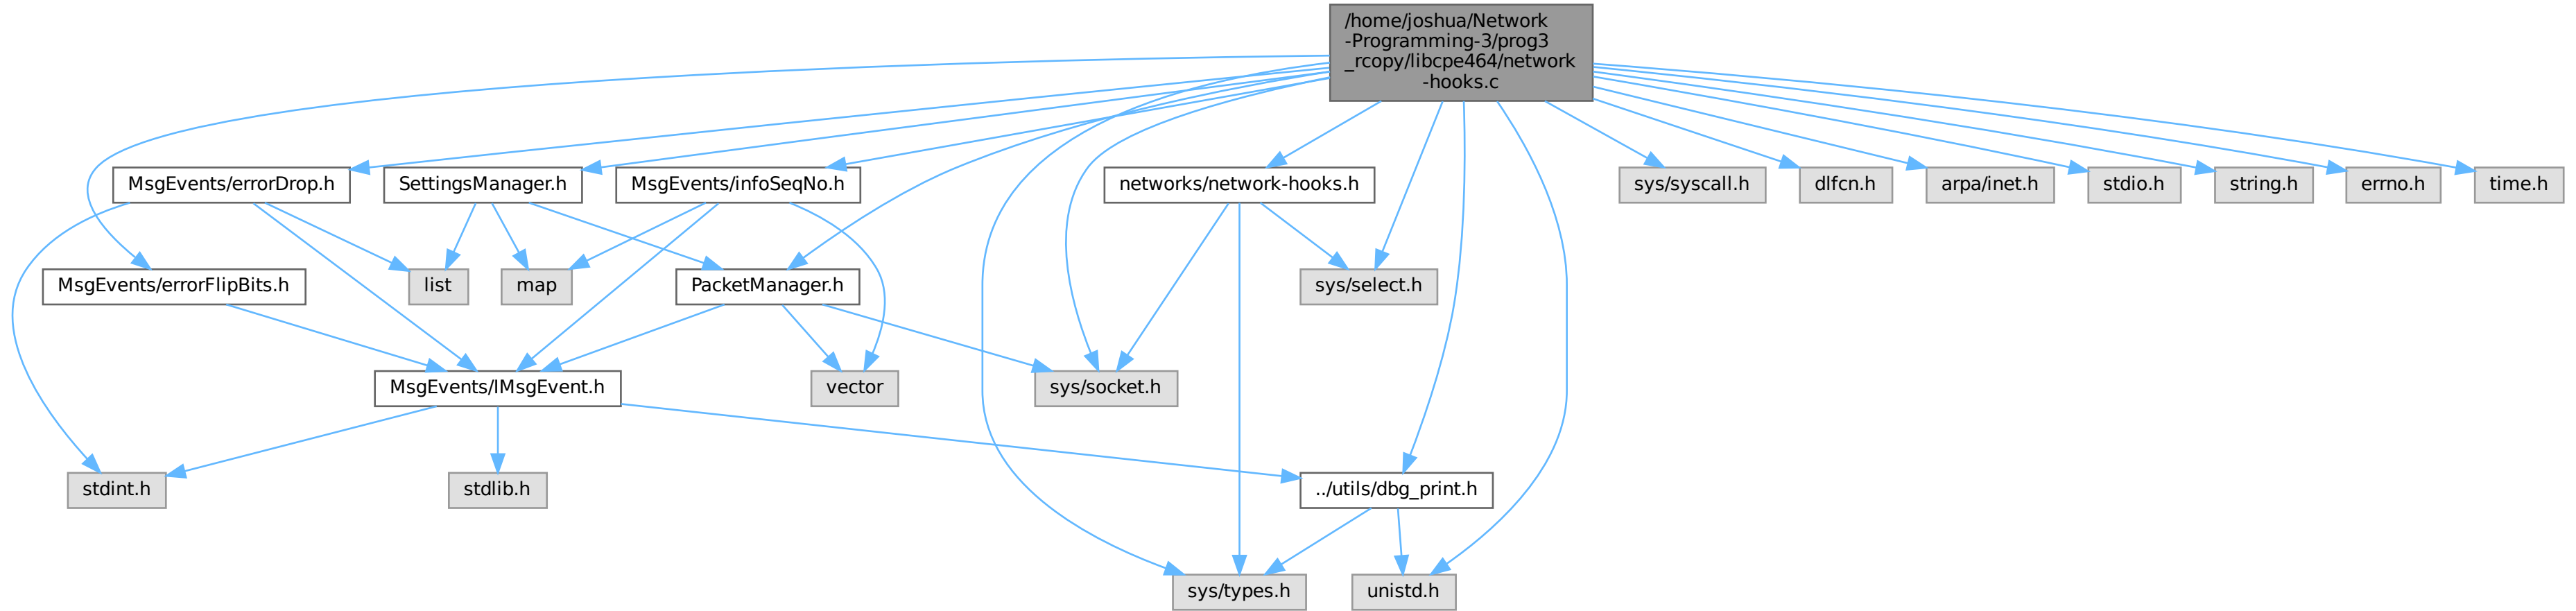 /home/joshua/Network
-Programming-3/prog3
_rcopy/libcpe464/network
-hooks.c
MsgEvents/errorDrop.h
SettingsManager.h
MsgEvents/infoSeqNo.h
networks/network-hooks.h
sys/syscall.h
dlfcn.h
arpa/inet.h
stdio.h
string.h
errno.h
time.h
MsgEvents/errorFlipBits.h
list
map
PacketManager.h
sys/select.h
MsgEvents/IMsgEvent.h
vector
sys/socket.h
stdint.h
stdlib.h
../utils/dbg_print.h
sys/types.h
unistd.h